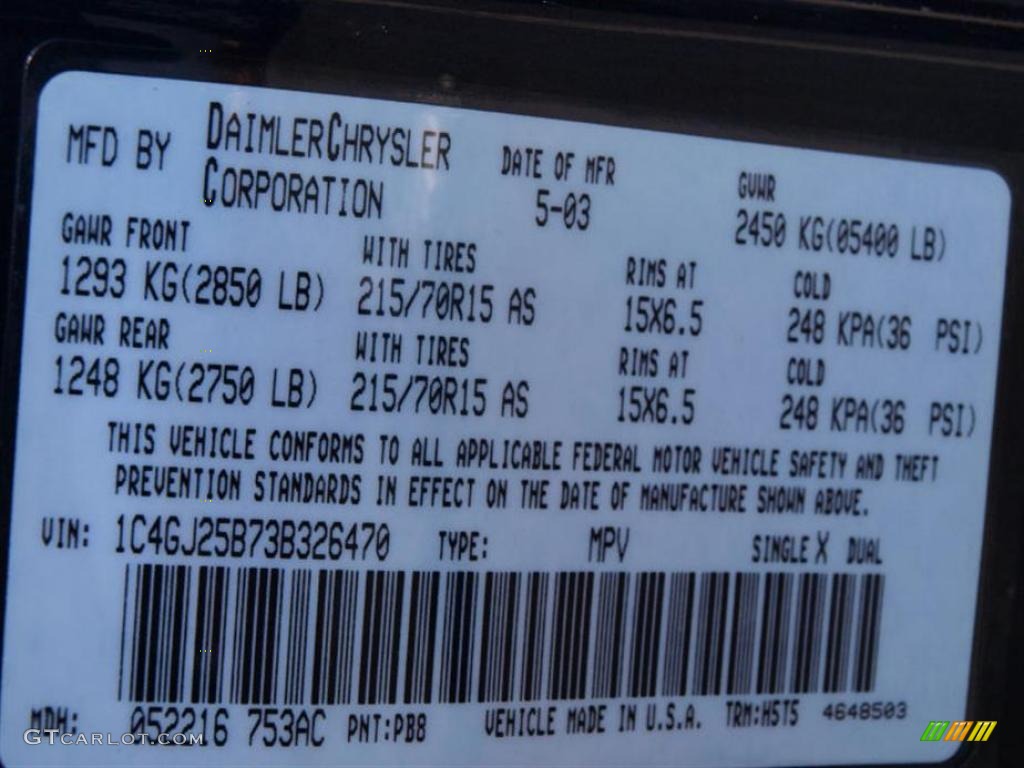 MFD BY DAIMLERCHRYSLER CORPORATION
DATE OF MFR
5-03
GVWR
2450 KG(05400 LB)
GAWR FRONT
1293 KG(2850 LB)
WITH TIRES
215/70R15 AS
RIMS AT
15X6.5
COLD
248 KPA(36 PSI)
GAWR REAR
1248 KG(2750 LB)
WITH TIRES
215/70R15 AS
RIMS AT
15X6.5
COLD
248 KPA(36 PSI)
THIS VEHICLE CONFORMS TO ALL APPLICABLE FEDERAL MOTOR VEHICLE SAFETY AND THEFT
PREVENTION STANDARDS IN EFFECT ON THE DATE OF MANUFACTURE SHOWN ABOVE.
VIN: 1C4GJ25B73B326470 TYPE: MPV SINGLE X DUAL
MDH: 052216 753AC PNT:PB8 VEHICLE MADE IN U.S.A. TRM:H5T5 4648503
GTCARLOT.COM